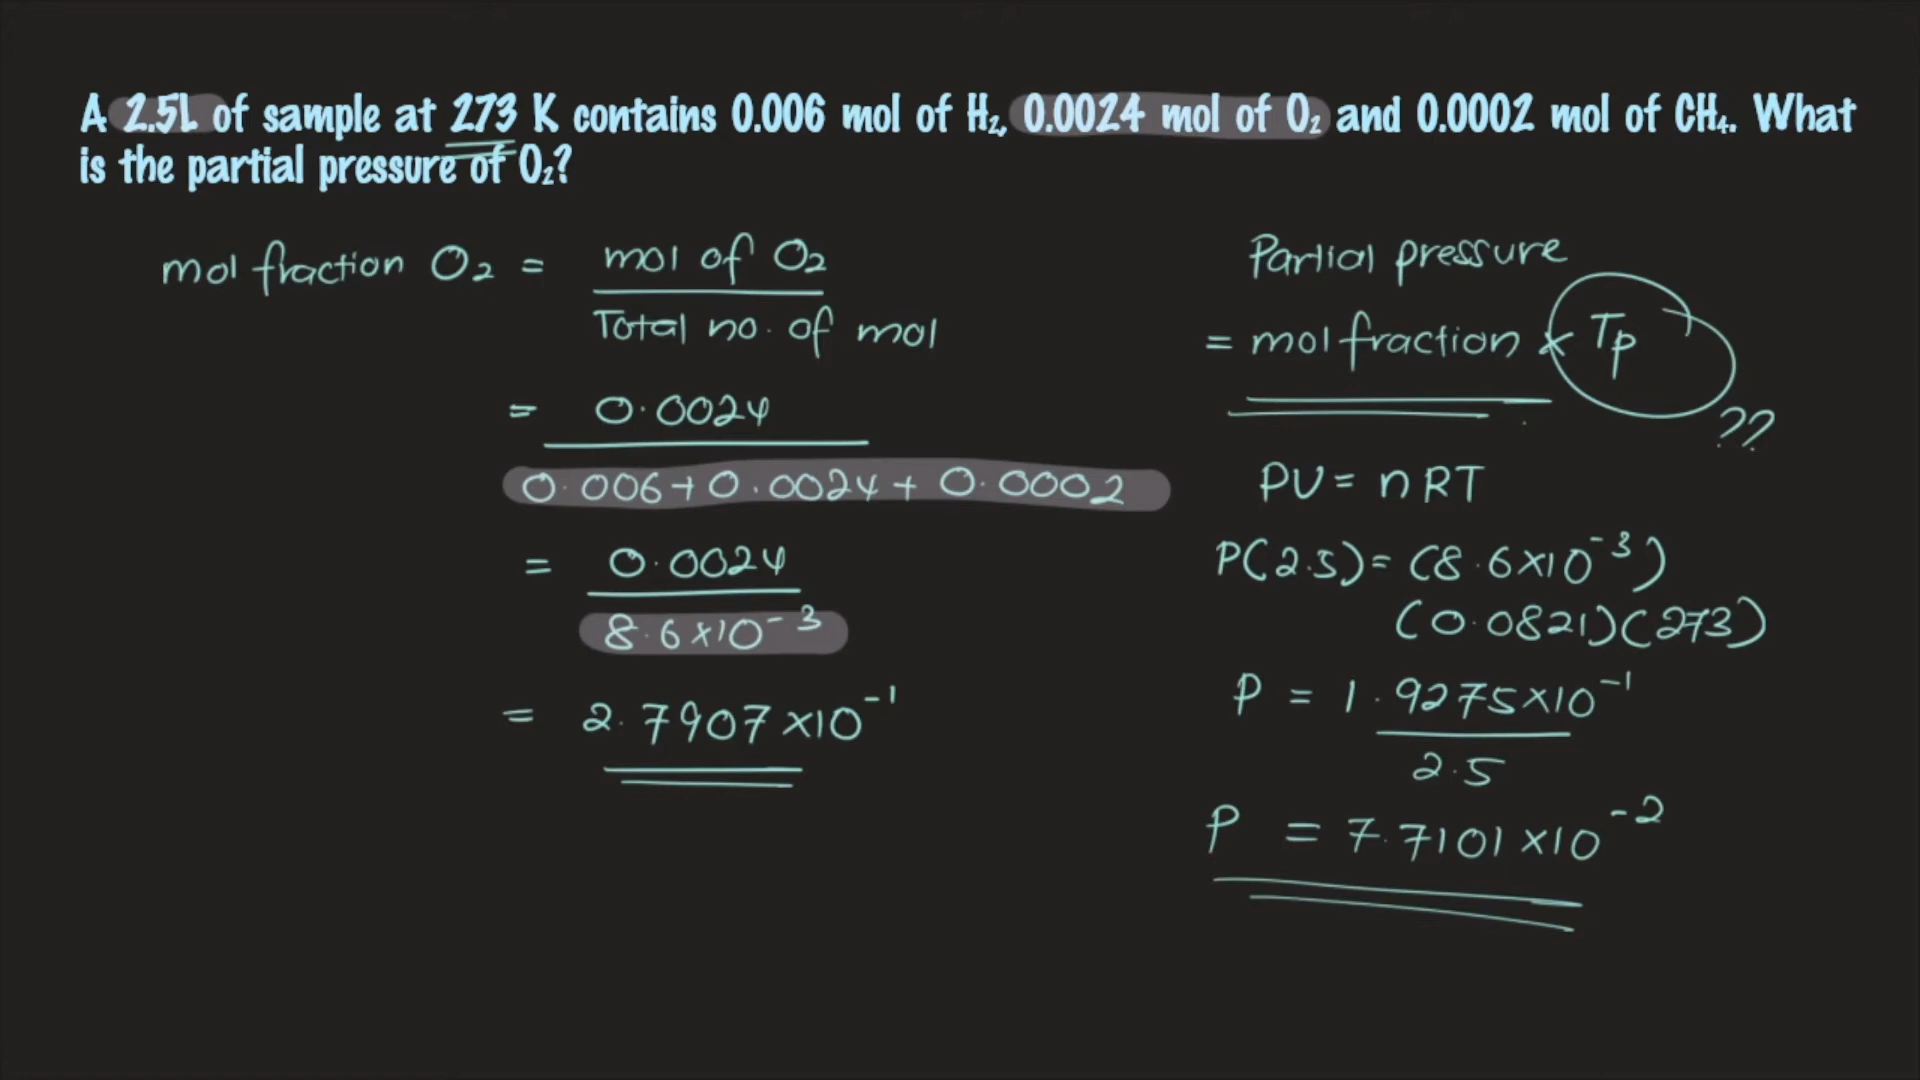 A 2.5L of sample at 273 K contains 0.006 mol of H₂, 0.0024 mol of O₂ and 0.0002 mol of CH₄. What
is the partial pressure of O₂?
mol fraction O₂ = mol of O₂
Total no. of mol
= 0.0024
0.006 + 0.0024 + 0.0002
= 0.0024
8.6 × 10⁻³
= 2.7907 × 10⁻¹
Partial pressure
= mol fraction × Tp
??
PV = nRT
P(2.5) = (8.6 × 10⁻³)
(0.0821)(273)
P = 1.9275 × 10⁻¹
2.5
P = 7.7101 × 10⁻²